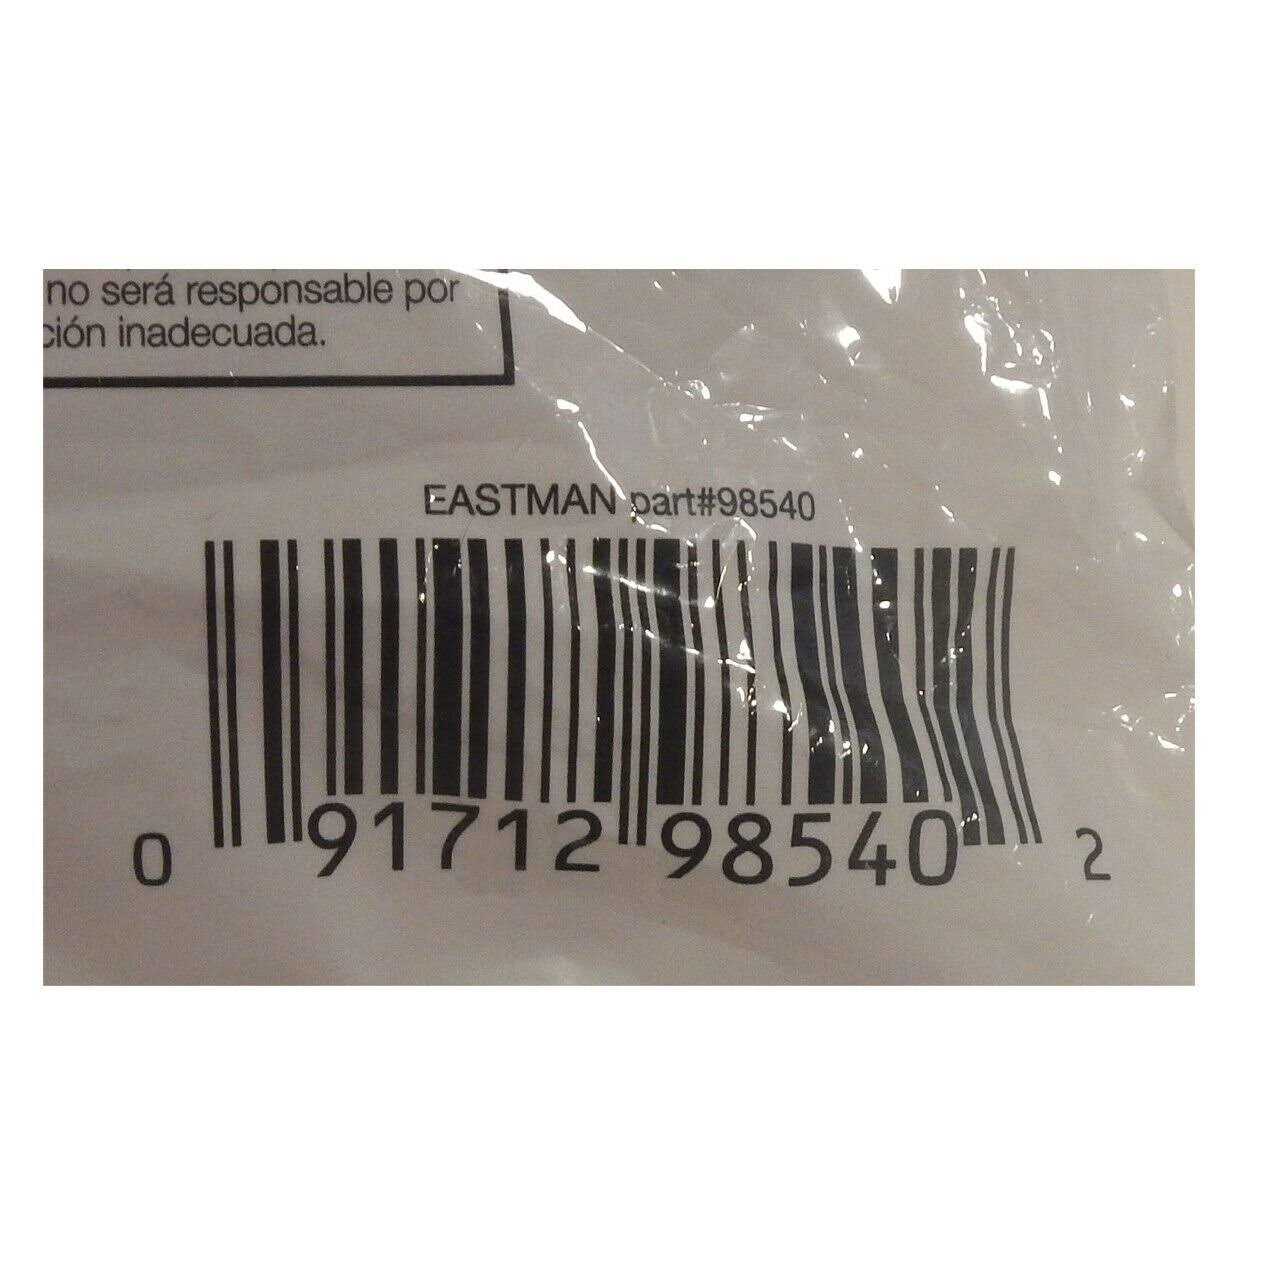 no será responsable por
ción inadecuada.
EASTMAN part#98540
0 91712 98540 2